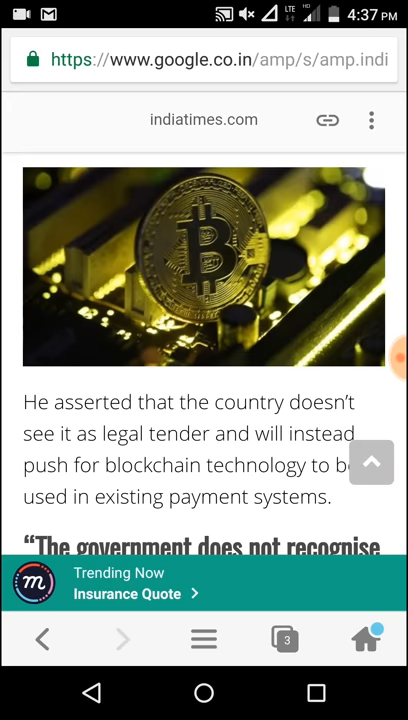 LTE HD 4:37 PM
https://www.google.co.in/amp/s/amp.indi
indiatimes.com
B
He asserted that the country doesn't
see it as legal tender and will instead
push for blockchain technology to b
used in existing payment systems.
“The government does not recognise
m Trending Now
Insurance Quote >
3